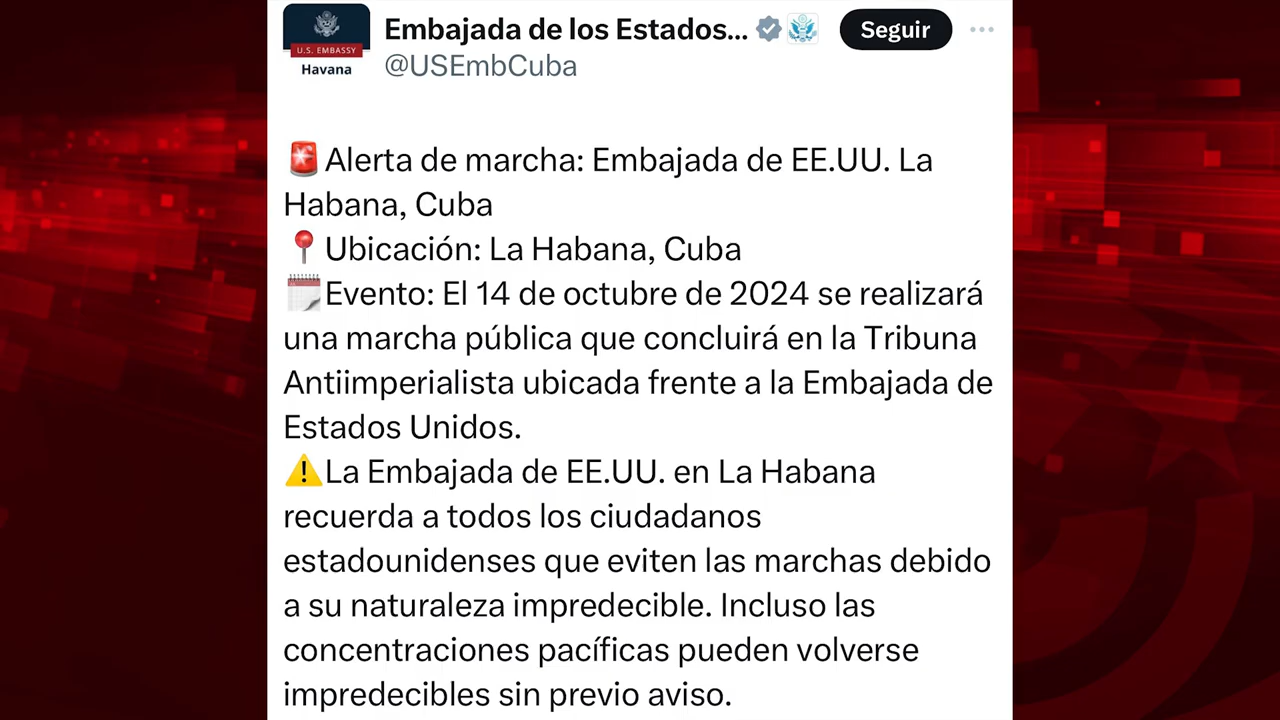 U.S. EMBASSY
Havana
Embajada de los Estados...
@USEmbCuba
Seguir
🚨Alerta de marcha: Embajada de EE.UU. La
Habana, Cuba
📍Ubicación: La Habana, Cuba
🗓️Evento: El 14 de octubre de 2024 se realizará
una marcha pública que concluirá en la Tribuna
Antiimperialista ubicada frente a la Embajada de
Estados Unidos.
⚠️La Embajada de EE.UU. en La Habana
recuerda a todos los ciudadanos
estadounidenses que eviten las marchas debido
a su naturaleza impredecible. Incluso las
concentraciones pacíficas pueden volverse
impredecibles sin previo aviso.